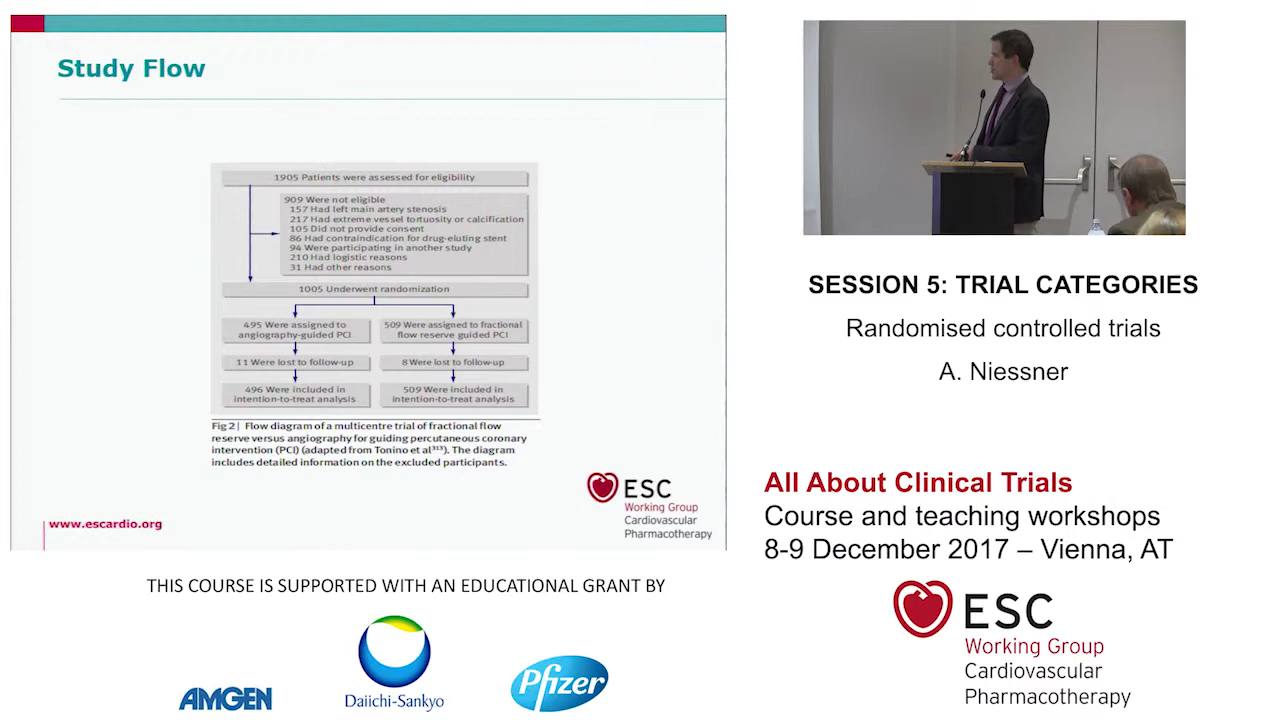 Study Flow
1905 Patients were assessed for eligibility
909 Were not eligible
157 Had left main artery stenosis
217 Had extreme vessel tortuosity or calcification
105 Did not provide consent
86 Had contraindication for drug-eluting stent
94 Were participating in another study
210 Had logistic reasons
31 Had other reasons
1005 Underwent randomization
495 Were assigned to
angiography-guided PCI
509 Were assigned to fractional
flow reserve guided PCI
11 Were lost to follow-up
8 Were lost to follow-up
496 Were included in
intention-to-treat analysis
509 Were included in
intention-to-treat analysis
Fig 2| Flow diagram of a multicentre trial of fractional flow
reserve versus angiography for guiding percutaneous coronary
intervention (PCI) (adapted from Tonino et al³¹³). The diagram
includes detailed information on the excluded participants.
ESC
Working Group
Cardiovascular
Pharmacotherapy
www.escardio.org
SESSION 5: TRIAL CATEGORIES
Randomised controlled trials
A. Niessner
All About Clinical Trials
Course and teaching workshops
8-9 December 2017 – Vienna, AT
ESC
Working Group
Cardiovascular
Pharmacotherapy
THIS COURSE IS SUPPORTED WITH AN EDUCATIONAL GRANT BY
AMGEN
Daiichi-Sankyo
Pfizer